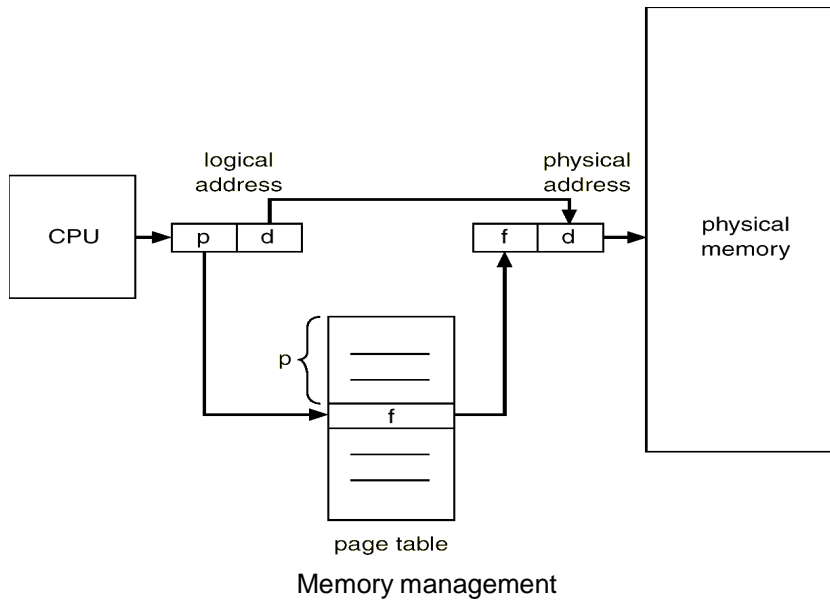 logical
address
physical
address
CPU
p
d
f
d
physical
memory
p
f
page table
Memory management